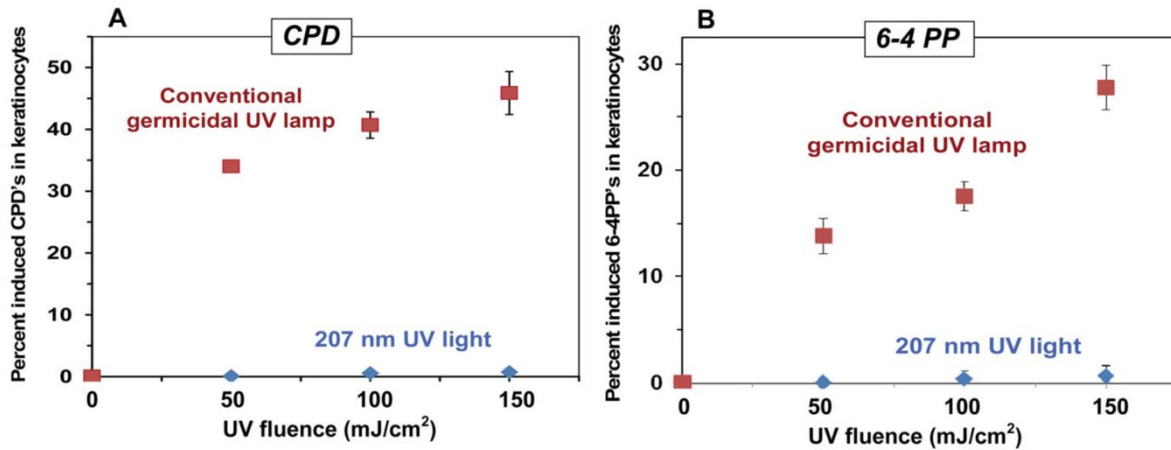 A
CPD
Percent induced CPD's in keratinocytes
50
40
30
20
10
0
Conventional
germicidal UV lamp
207 nm UV light
0 50 100 150
UV fluence (mJ/cm²)
B
6-4 PP
Percent induced 6-4PP's in keratinocytes
30
20
10
0
Conventional
germicidal UV lamp
207 nm UV light
0 50 100 150
UV fluence (mJ/cm²)